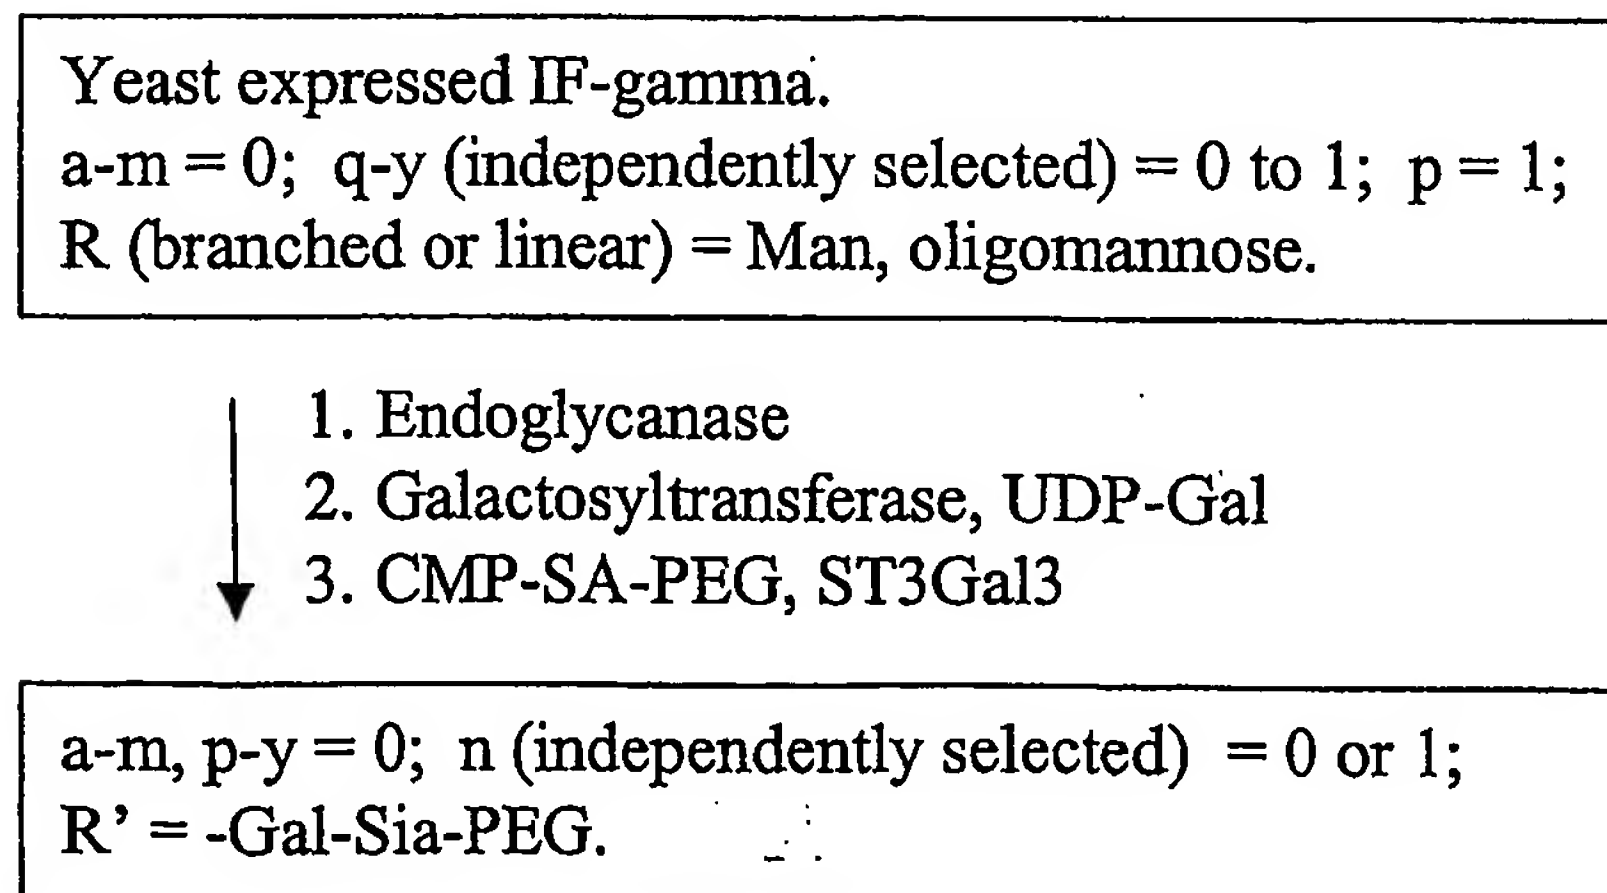 Yeast expressed IF-gamma.
a-m = 0; q-y (independently selected) = 0 to 1; p = 1;
R (branched or linear) = Man, oligomannose.
1. Endoglycanase
2. Galactosyltransferase, UDP-Gal
3. CMP-SA-PEG, ST3Gal3
a-m, p-y = 0; n (independently selected) = 0 or 1;
R’ = -Gal-Sia-PEG.